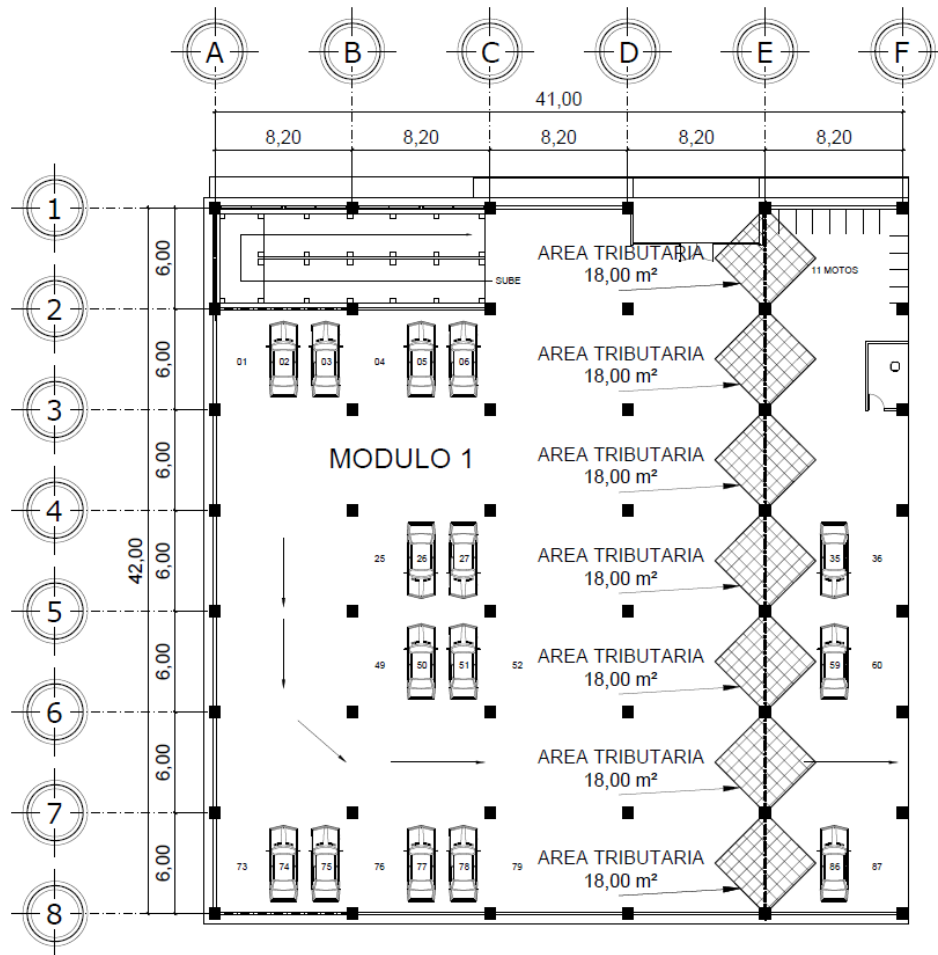 A B C D E F
41,00
8,20 8,20 8,20 8,20 8,20
1
6,00
AREA TRIBUTARIA
18,00 m²
11 MOTOS
SUBE
2
6,00
AREA TRIBUTARIA
18,00 m²
01 02 03 04 05 06
3
6,00
MODULO 1
AREA TRIBUTARIA
18,00 m²
4
42,00
6,00
AREA TRIBUTARIA
18,00 m²
25 26 27 35 36
5
6,00
AREA TRIBUTARIA
18,00 m²
49 50 51 52 59 60
6
6,00
AREA TRIBUTARIA
18,00 m²
7
6,00
AREA TRIBUTARIA
18,00 m²
73 74 75 76 77 78 79 86 87
8